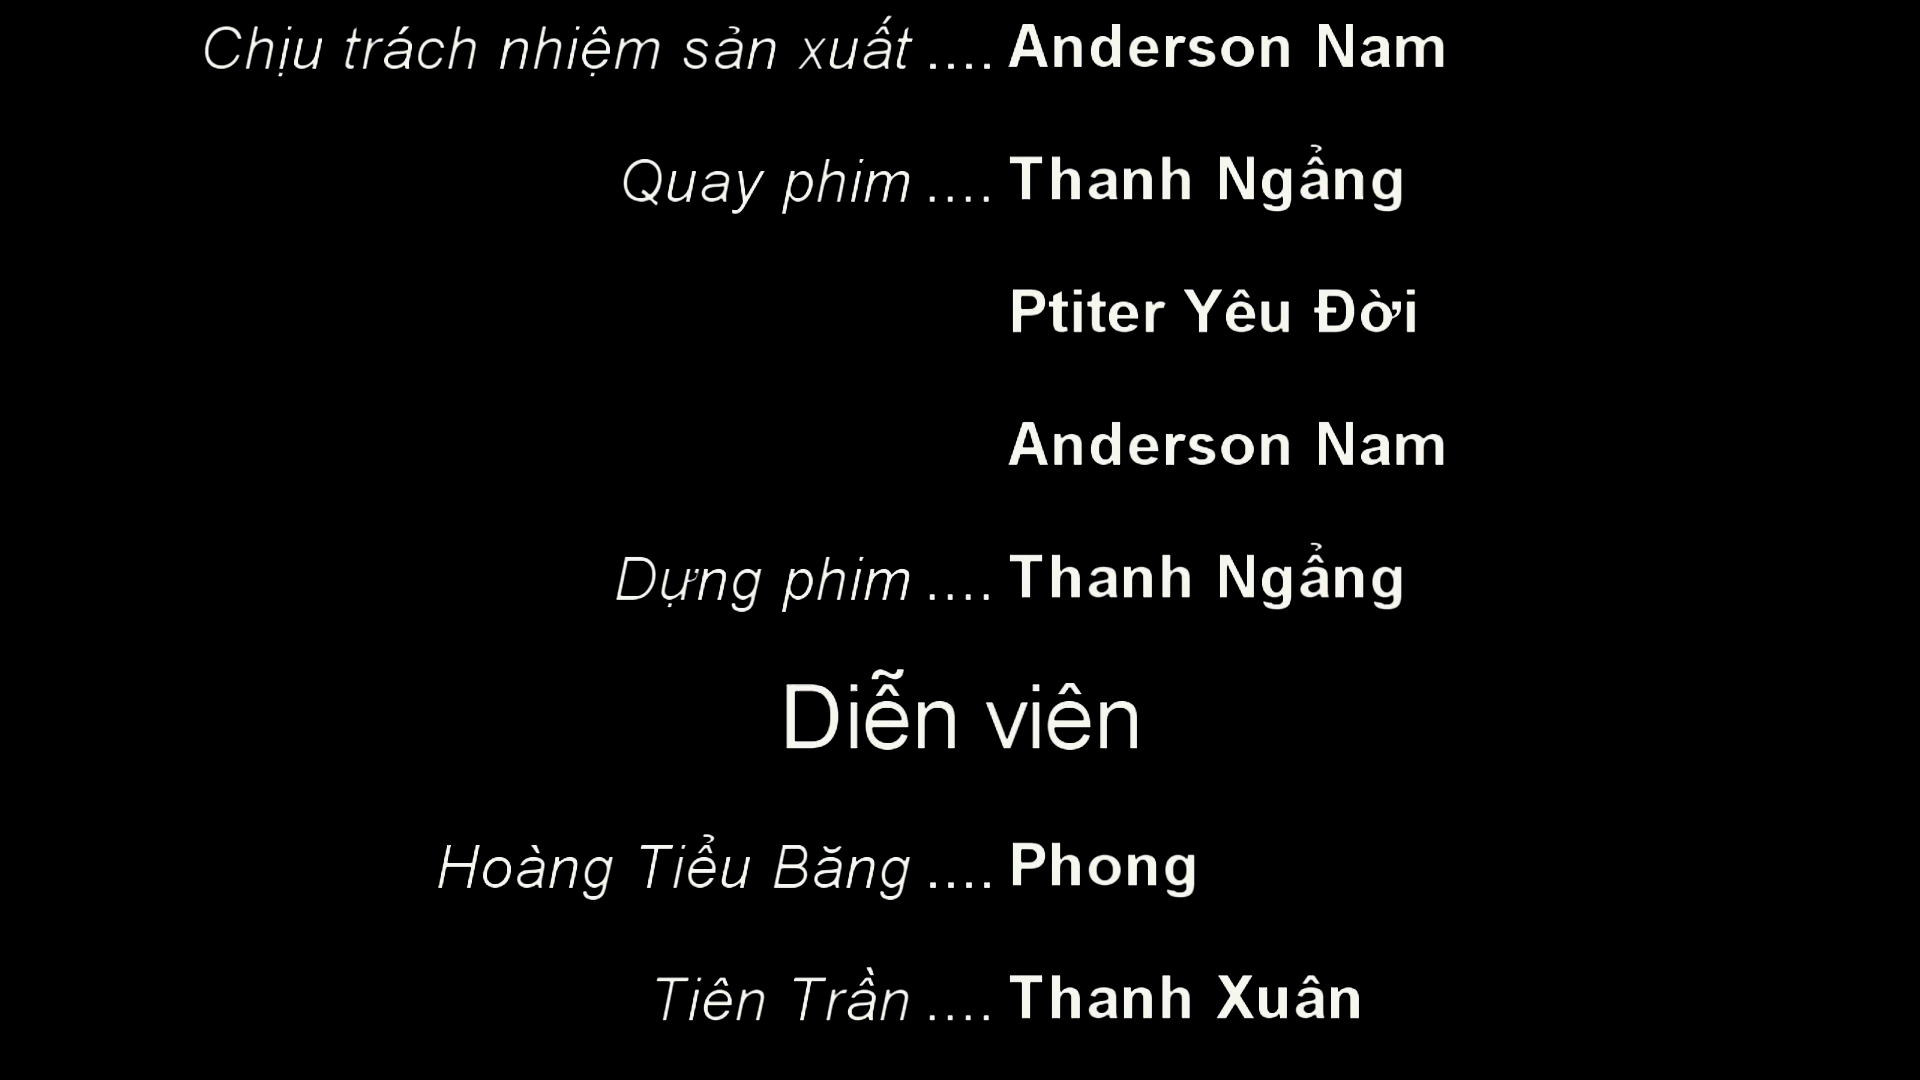 Chịu trách nhiệm sản xuất .... Anderson Nam
Quay phim .... Thanh Ngẩng
Ptiter Yêu Đời
Anderson Nam
Dựng phim .... Thanh Ngẩng
Diễn viên
Hoàng Tiểu Băng .... Phong
Tiên Trần .... Thanh Xuân